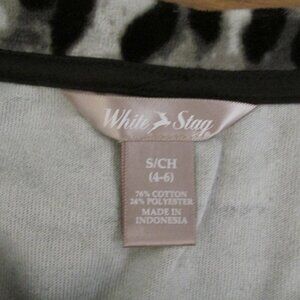 White Stag
S/CH
(4-6)
76% COTTON
24% POLYESTER
MADE IN
INDONESIA